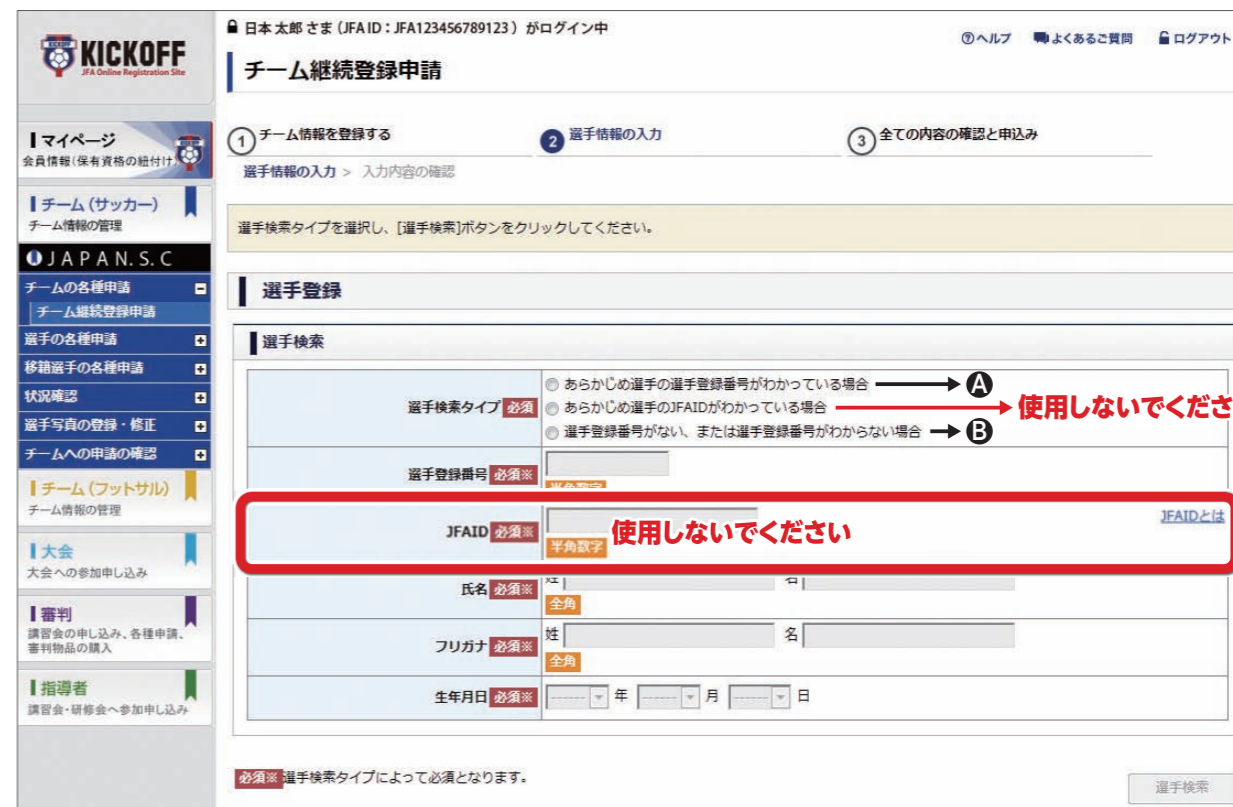 KICKOFF
JFA Online Registration Site
日本 太郎 さま (JFA ID : JFA123456789123) がログイン中
ヘルプ よくあるご質問 ログアウト
チーム継続登録申請
1 チーム情報を登録する 2 選手情報の入力 3 全ての内容の確認と申込み
選手情報の入力 > 入力内容の確認
選手検索タイプを選択し、[選手検索]ボタンをクリックしてください。
マイページ
会員情報(保有資格の紐付け)
チーム (サッカー)
チーム情報の管理
JAPAN.S.C
チームの各種申請
チーム継続登録申請
選手の各種申請
移籍選手の各種申請
状況確認
選手写真の登録・修正
チームへの申請の確認
チーム (フットサル)
チーム情報の管理
大会
大会への参加申し込み
審判
講習会の申し込み、各種申請、
審判物品の購入
指導者
講習会・研修会へ参加申し込み
選手登録
選手検索
選手検索タイプ 必須
あらかじめ選手の選手登録番号がわかっている場合 A
あらかじめ選手のJFAIDがわかっている場合 使用しないでくださ
選手登録番号がない、または選手登録番号がわからない場合 B
選手登録番号 必須※
半角数字
JFAID 必須※ 使用しないでください JFAIDとは
半角数字
氏名 必須※ 姓 名
全角
フリガナ 必須※ 姓 名
全角
生年月日 必須※ ------ 年 ------ 月 ------ 日
必須※ 選手検索タイプによって必須となります。
選手検索